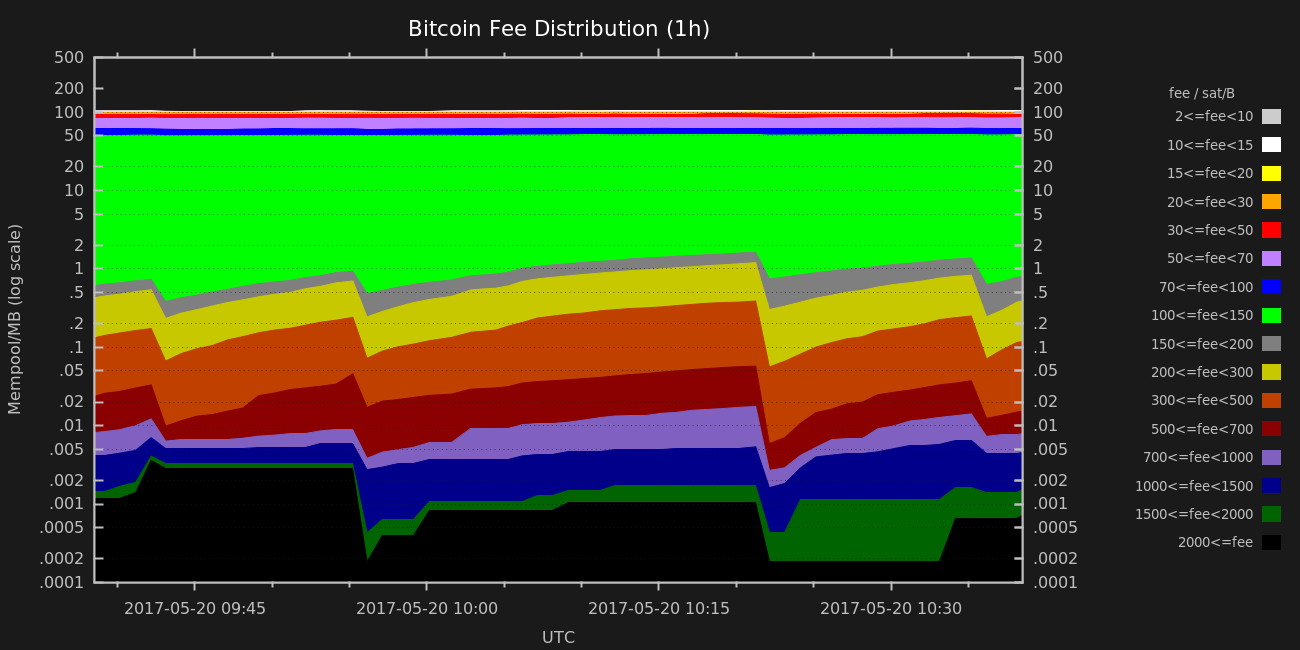 Bitcoin Fee Distribution (1h)
500
200
100
50
20
10
5
2
1
.5
.2
.1
.05
.02
.01
.005
.002
.001
.0005
.0002
.0001
Mempool/MB (log scale)
500
200
100
50
20
10
5
2
1
.5
.2
.1
.05
.02
.01
.005
.002
.001
.0005
.0002
.0001
2017-05-20 09:45
2017-05-20 10:00
2017-05-20 10:15
2017-05-20 10:30
UTC
fee / sat/B
2<=fee<10
10<=fee<15
15<=fee<20
20<=fee<30
30<=fee<50
50<=fee<70
70<=fee<100
100<=fee<150
150<=fee<200
200<=fee<300
300<=fee<500
500<=fee<700
700<=fee<1000
1000<=fee<1500
1500<=fee<2000
2000<=fee